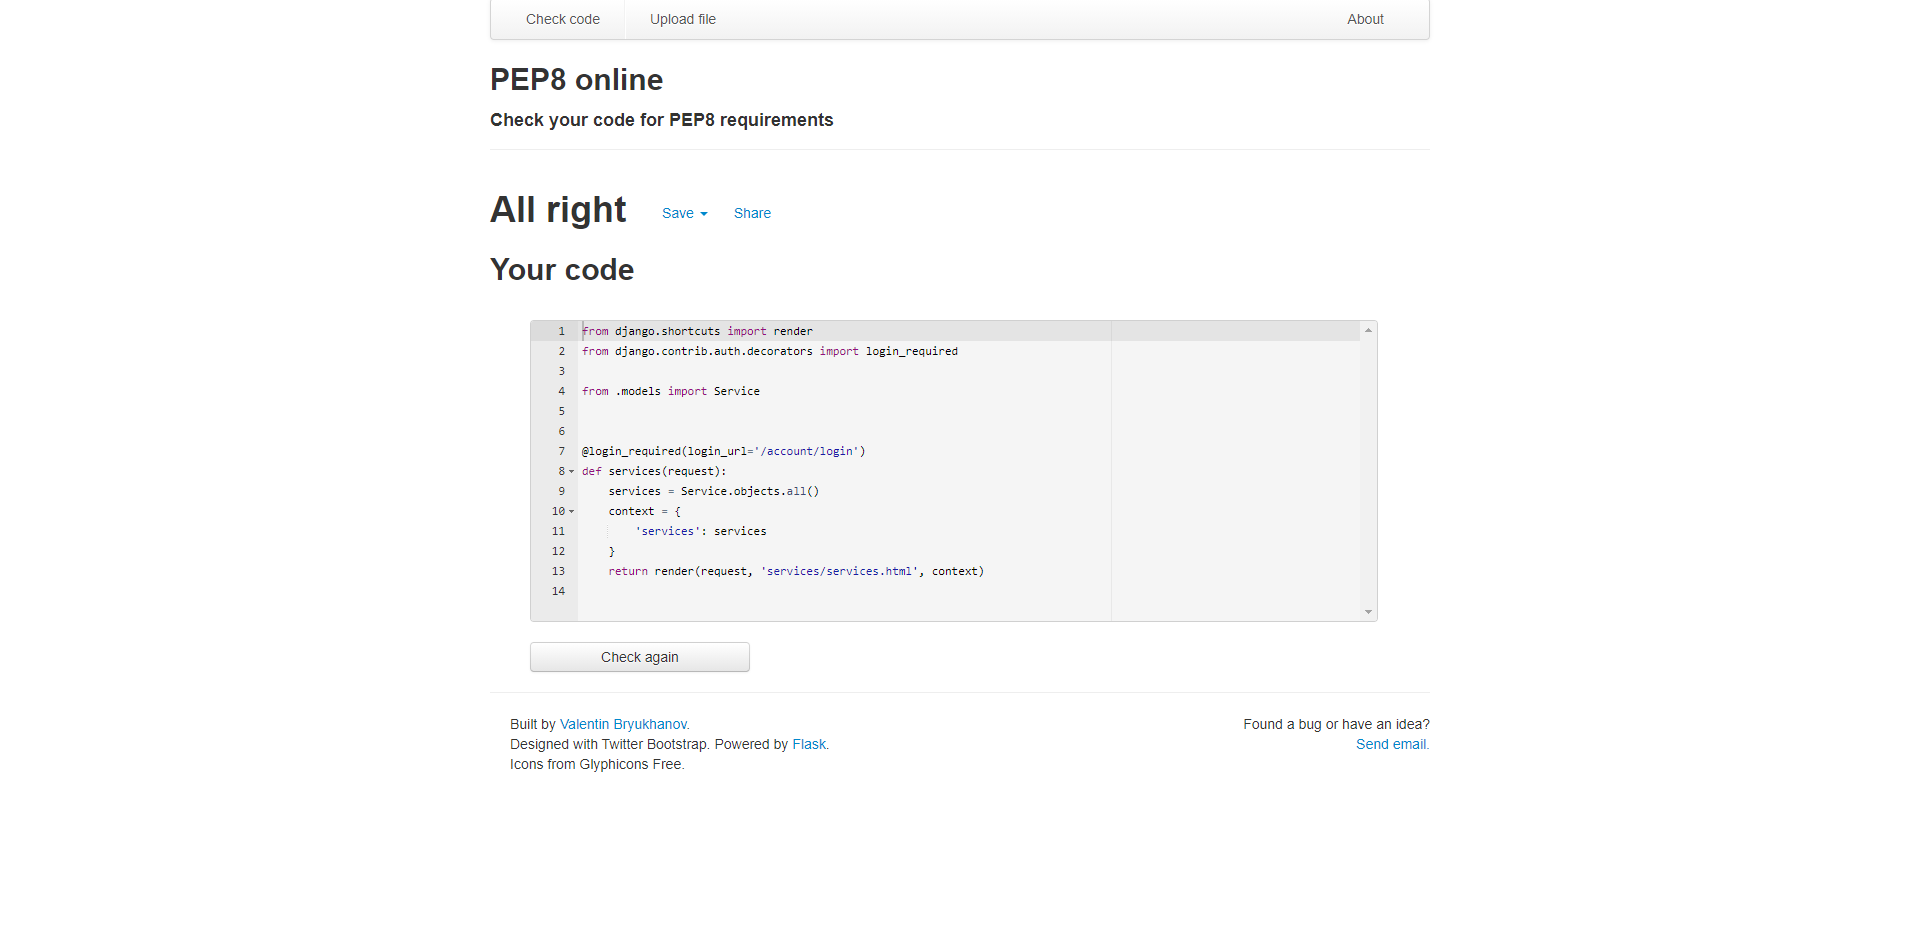 Check code Upload file About
PEP8 online
Check your code for PEP8 requirements
All right Save Share
Your code
1 from django.shortcuts import render
2 from django.contrib.auth.decorators import login_required
3
4 from .models import Service
5
6
7 @login_required(login_url='/account/login')
8 def services(request):
9     services = Service.objects.all()
10     context = {
11         'services': services
12     }
13     return render(request, 'services/services.html', context)
14
Check again
Built by Valentin Bryukhanov. Found a bug or have an idea?
Designed with Twitter Bootstrap. Powered by Flask. Send email.
Icons from Glyphicons Free.